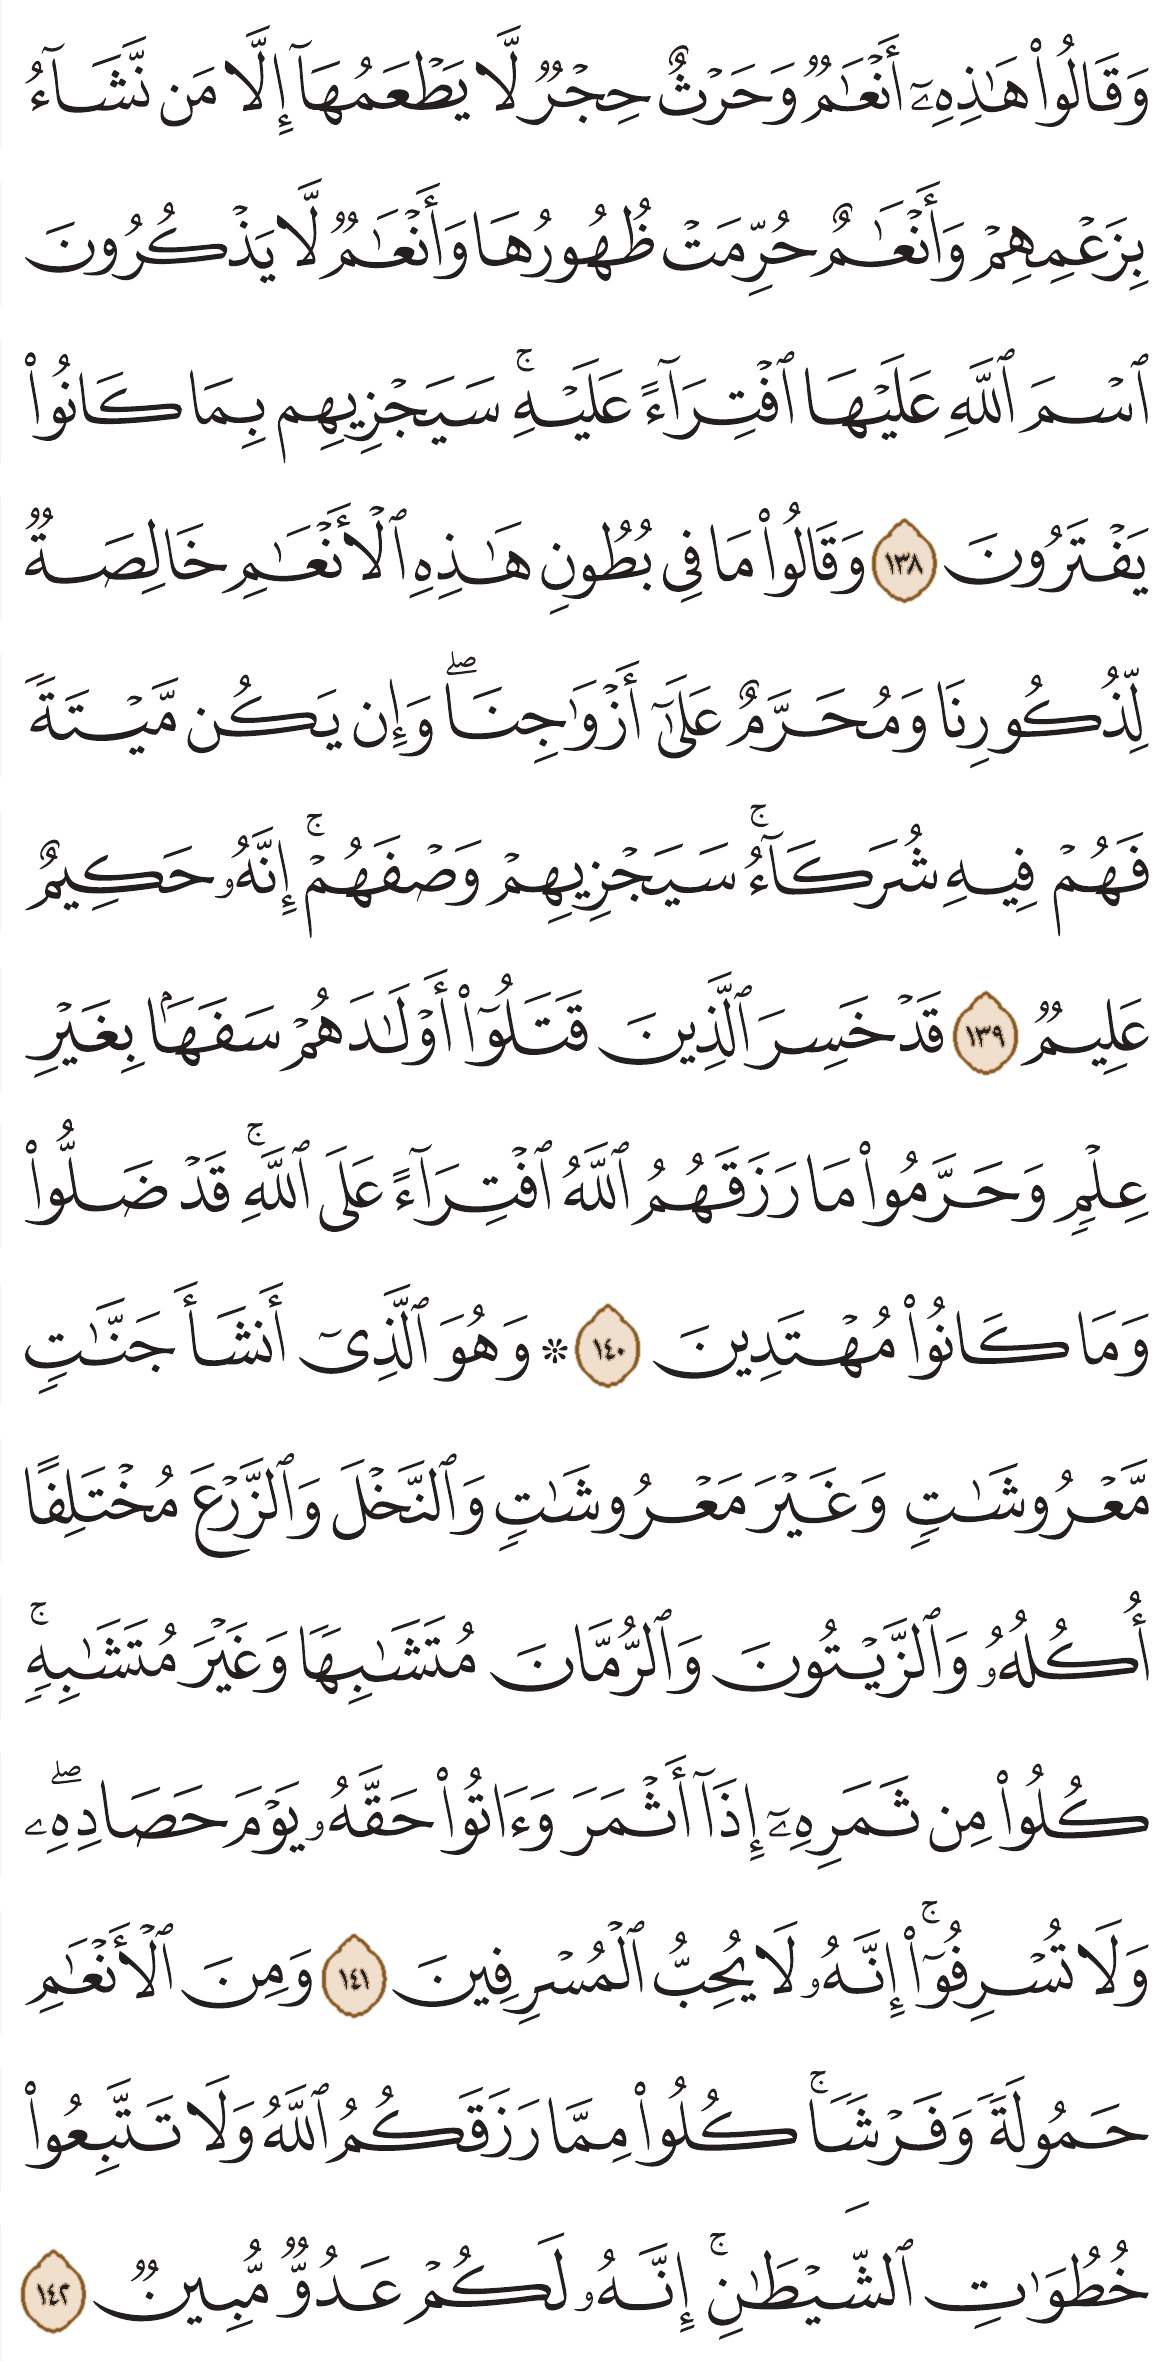 وَقَالُوا۟ هَـٰذِهِۦٓ أَنْعَـٰمٌ وَحَرْثٌ حِجْرٌ لَّا يَطْعَمُهَآ إِلَّا مَن نَّشَآءُ
بِزَعْمِهِمْ وَأَنْعَـٰمٌ حُرِّمَتْ ظُهُورُهَا وَأَنْعَـٰمٌ لَّا يَذْكُرُونَ
ٱسْمَ ٱللَّهِ عَلَيْهَا ٱفْتِرَآءً عَلَيْهِ ۚ سَيَجْزِيهِم بِمَا كَانُوا۟
يَفْتَرُونَ ١٣٨ وَقَالُوا۟ مَا فِى بُطُونِ هَـٰذِهِ ٱلْأَنْعَـٰمِ خَالِصَةٌ
لِّذُكُورِنَا وَمُحَرَّمٌ عَلَىٰٓ أَزْوَٰجِنَا ۖ وَإِن يَكُن مَّيْتَةً
فَهُمْ فِيهِ شُرَكَآءُ ۚ سَيَجْزِيهِمْ وَصْفَهُمْ ۚ إِنَّهُۥ حَكِيمٌ
عَلِيمٌ ١٣٩ قَدْ خَسِرَ ٱلَّذِينَ قَتَلُوٓا۟ أَوْلَـٰدَهُمْ سَفَهًۢا بِغَيْرِ
عِلْمٍ وَحَرَّمُوا۟ مَا رَزَقَهُمُ ٱللَّهُ ٱفْتِرَآءً عَلَى ٱللَّهِ ۚ قَدْ ضَلُّوا۟
وَمَا كَانُوا۟ مُهْتَدِينَ ١٤٠ ۞ وَهُوَ ٱلَّذِىٓ أَنشَأَ جَنَّـٰتٍ
مَّعْرُوشَـٰتٍ وَغَيْرَ مَعْرُوشَـٰتٍ وَٱلنَّخْلَ وَٱلزَّرْعَ مُخْتَلِفًا
أُكُلُهُۥ وَٱلزَّيْتُونَ وَٱلرُّمَّانَ مُتَشَـٰبِهًا وَغَيْرَ مُتَشَـٰبِهٍ ۚ
كُلُوا۟ مِن ثَمَرِهِۦٓ إِذَآ أَثْمَرَ وَءَاتُوا۟ حَقَّهُۥ يَوْمَ حَصَادِهِۦ ۖ
وَلَا تُسْرِفُوٓا۟ ۚ إِنَّهُۥ لَا يُحِبُّ ٱلْمُسْرِفِينَ ١٤١ وَمِنَ ٱلْأَنْعَـٰمِ
حَمُولَةً وَفَرْشًا ۚ كُلُوا۟ مِمَّا رَزَقَكُمُ ٱللَّهُ وَلَا تَتَّبِعُوا۟
خُطُوَٰتِ ٱلشَّيْطَـٰنِ ۚ إِنَّهُۥ لَكُمْ عَدُوٌّ مُّبِينٌ ١٤٢